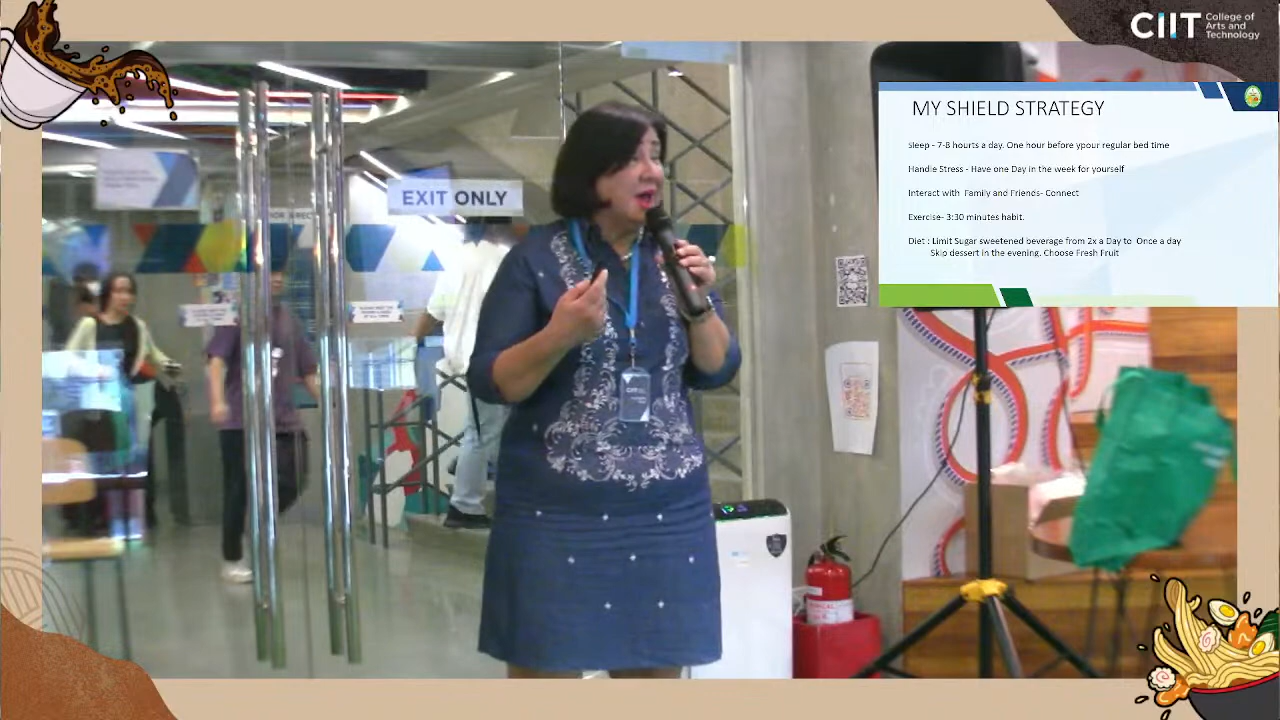 CIIT College of
Arts and
Technology
MY SHIELD STRATEGY
Sleep - 7-8 hourts a day. One hour before yourur regular bed time
Handle Stress - Have one Day in the week for yourself
Interact with Family and Friends- Connect
Exercise- 3:30 minutes habit.
Diet : Limit Sugar sweetened beverage from 2x a Day to Once a day
Skip dessert in the evening. Choose Fresh Fruit
EXIT ONLY